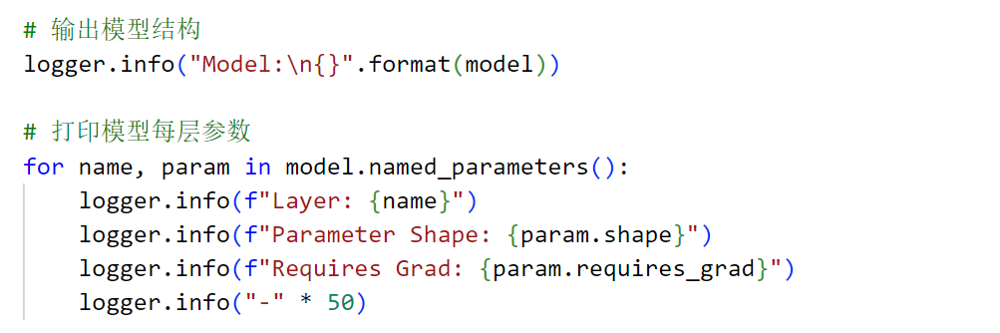 # 输出模型结构
logger.info("Model:\n{}".format(model))
# 打印模型每层参数
for name, param in model.named_parameters():
    logger.info(f"Layer: {name}")
    logger.info(f"Parameter Shape: {param.shape}")
    logger.info(f"Requires Grad: {param.requires_grad}")
    logger.info("-" * 50)